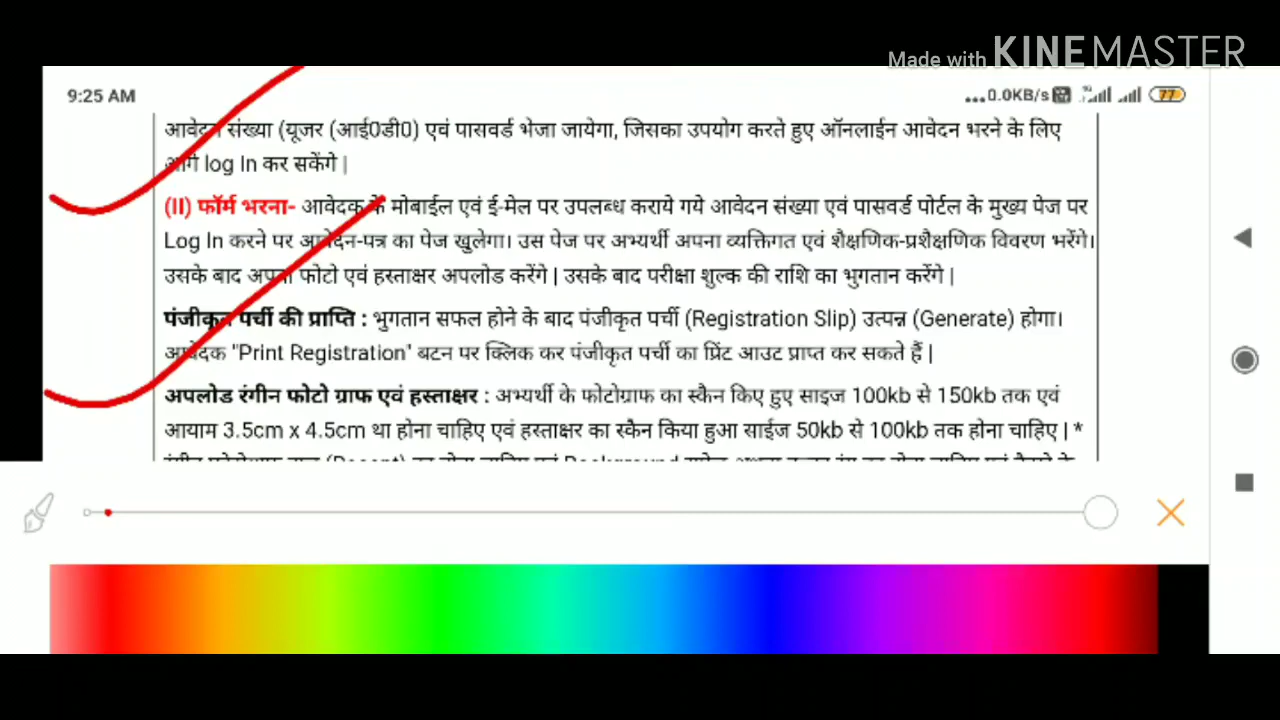 Made with KINEMASTER
9:25 AM
...0.0KB/s 77
आवेदन संख्या (यूजर (आई0डी0) एवं पासवर्ड भेजा जायेगा, जिसका उपयोग करते हुए ऑनलाईन आवेदन भरने के लिए
आगे log In कर सकेंगे |
(II) फॉर्म भरना- आवेदक के मोबाईल एवं ई-मेल पर उपलब्ध कराये गये आवेदन संख्या एवं पासवर्ड पोर्टल के मुख्य पेज पर
Log In करने पर आवेदन-पत्र का पेज खुलेगा। उस पेज पर अभ्यर्थी अपना व्यक्तिगत एवं शैक्षणिक-प्रशैक्षणिक विवरण भरेंगे।
उसके बाद अपना फोटो एवं हस्ताक्षर अपलोड करेंगे | उसके बाद परीक्षा शुल्क की राशि का भुगतान करेंगे |
पंजीकृत पर्ची की प्राप्ति : भुगतान सफल होने के बाद पंजीकृत पर्ची (Registration Slip) उत्पन्न (Generate) होगा।
आवेदक "Print Registration" बटन पर क्लिक कर पंजीकृत पर्ची का प्रिंट आउट प्राप्त कर सकते हैं |
अपलोड रंगीन फोटो ग्राफ एवं हस्ताक्षर : अभ्यर्थी के फोटोग्राफ का स्कैन किए हुए साइज 100kb से 150kb तक एवं
आयाम 3.5cm x 4.5cm था होना चाहिए एवं हस्ताक्षर का स्कैन किया हुआ साईज 50kb से 100kb तक होना चाहिए | *